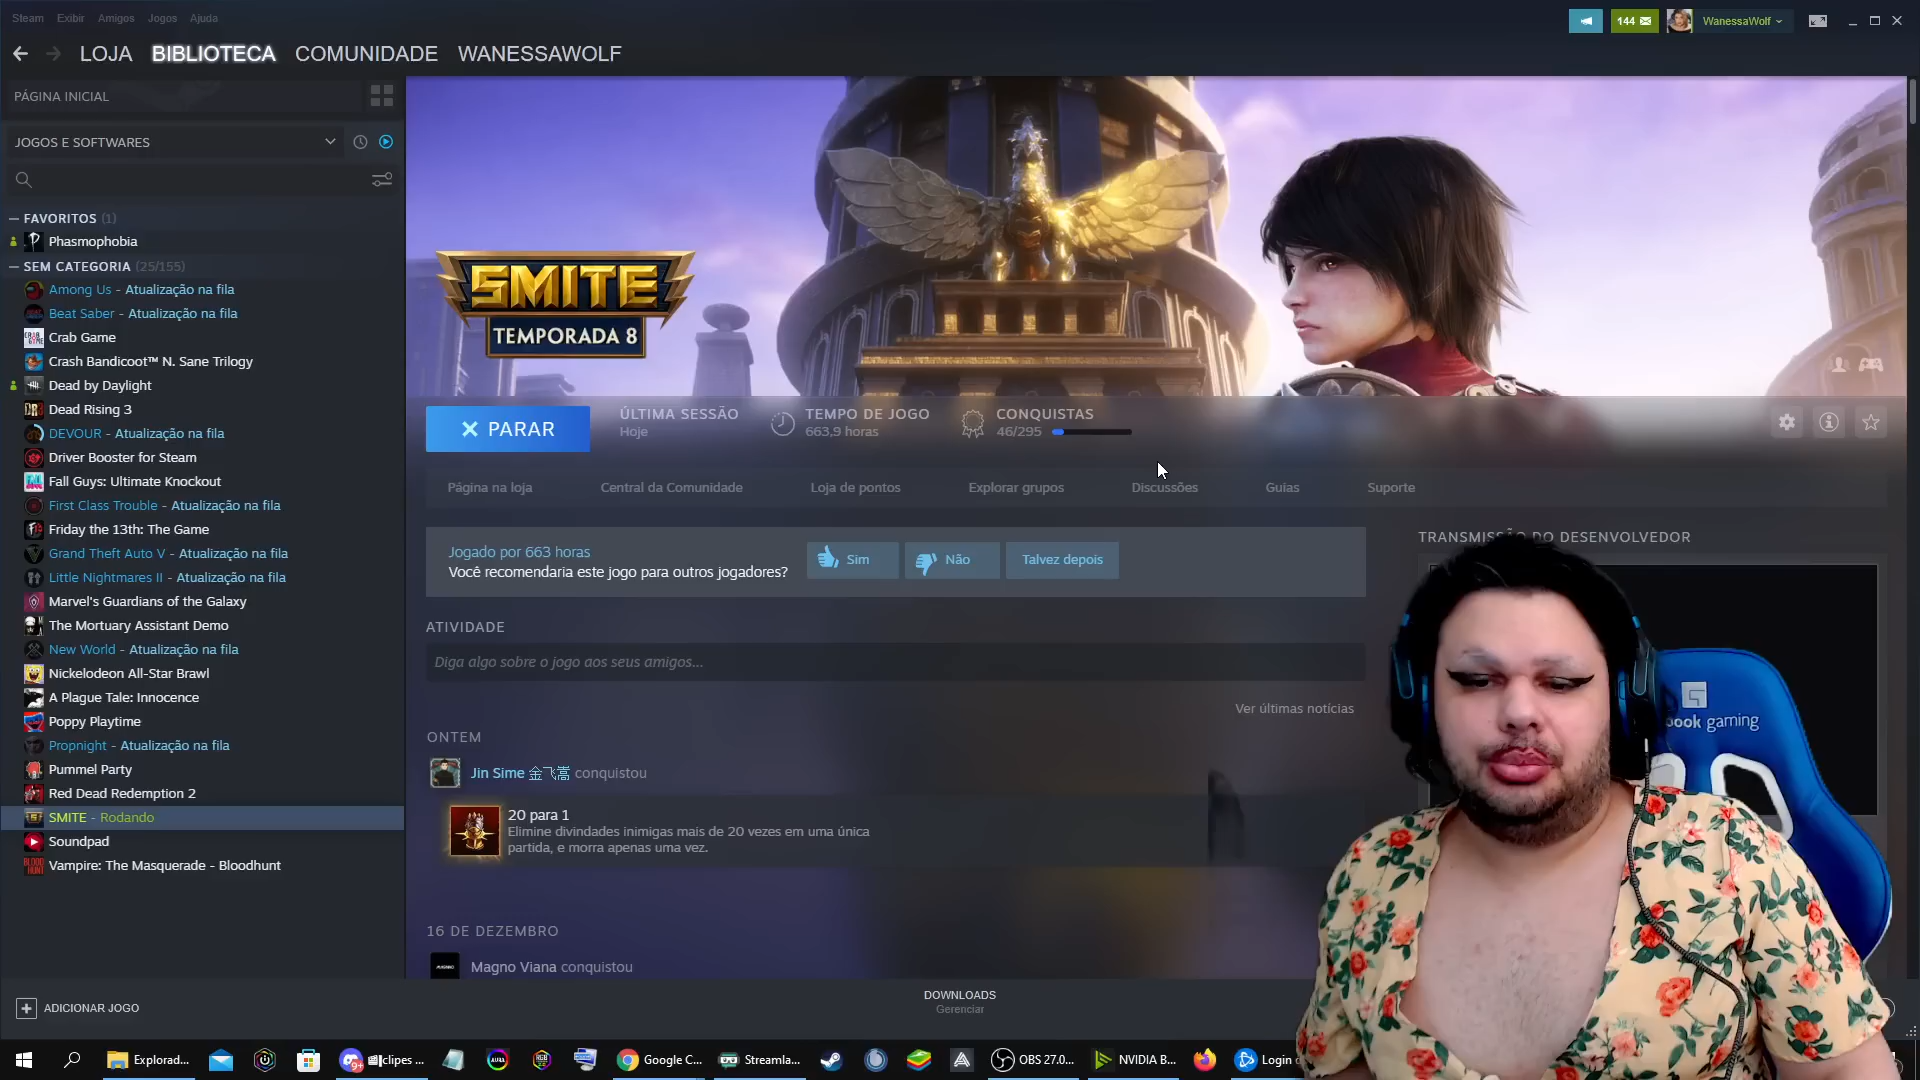 Steam Exibir Amigos Jogos Ajuda
144
WanessaWolf
LOJA BIBLIOTECA COMUNIDADE WANESSAWOLF
PÁGINA INICIAL
JOGOS E SOFTWARES
FAVORITOS (1)
Phasmophobia
SEM CATEGORIA (25/155)
Among Us - Atualização na fila
Beat Saber - Atualização na fila
Crab Game
Crash Bandicoot™ N. Sane Trilogy
Dead by Daylight
Dead Rising 3
DEVOUR - Atualização na fila
Driver Booster for Steam
Fall Guys: Ultimate Knockout
First Class Trouble - Atualização na fila
Friday the 13th: The Game
Grand Theft Auto V - Atualização na fila
Little Nightmares II - Atualização na fila
Marvel's Guardians of the Galaxy
The Mortuary Assistant Demo
New World - Atualização na fila
Nickelodeon All-Star Brawl
A Plague Tale: Innocence
Poppy Playtime
Propnight - Atualização na fila
Pummel Party
Red Dead Redemption 2
SMITE - Rodando
Soundpad
Vampire: The Masquerade - Bloodhunt
ADICIONAR JOGO
SMITE
TEMPORADA 8
PARAR
ÚLTIMA SESSÃO
Hoje
TEMPO DE JOGO
663,9 horas
CONQUISTAS
46/295
Página na loja Central da Comunidade Loja de pontos Explorar grupos Discussões Guias Suporte
Jogado por 663 horas
Você recomendaria este jogo para outros jogadores?
Sim Não Talvez depois
TRANSMISSÃO DO DESENVOLVEDOR
ATIVIDADE
Diga algo sobre o jogo aos seus amigos...
Ver últimas notícias
ONTEM
Jin Sime 金飞嵩 conquistou
20 para 1
Elimine divindades inimigas mais de 20 vezes em uma única
partida, e morra apenas uma vez.
16 DE DEZEMBRO
Magno Viana conquistou
DOWNLOADS
Gerenciar
gaming
Explorad... clipes ... Google C... Streamla... OBS 27.0... NVIDIA B... Login